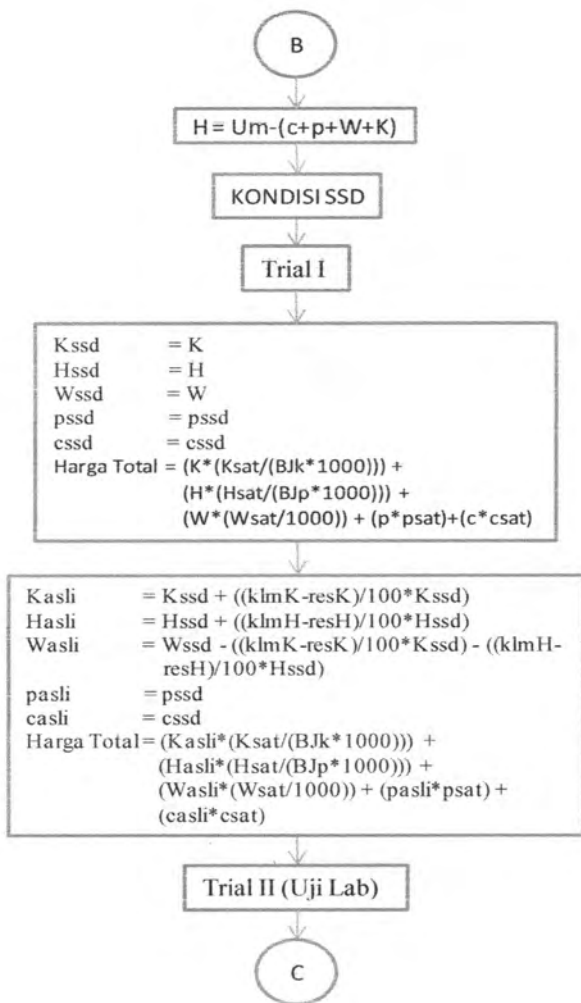 B
H = Um-(c+p+W+K)
KONDISI SSD
Trial I
Kssd = K
Hssd = H
Wssd = W
pssd = pssd
cssd = cssd
Harga Total = (K*(Ksat/(BJk*1000))) +
(H*(Hsat/(BJp*1000))) +
(W*(Wsat/1000)) + (p*psat)+(c*csat)
Kasli = Kssd + ((klmK-resK)/100*Kssd)
Hasli = Hssd + ((klmH-resH)/100*Hssd)
Wasli = Wssd - ((klmK-resK)/100*Kssd) - ((klmH-
resH)/100*Hssd)
pasli = pssd
casli = cssd
Harga Total= (Kasli*(Ksat/(BJk*1000))) +
(Hasli*(Hsat/(BJp*1000))) +
(Wasli*(Wsat/1000)) + (pasli*psat) +
(casli*csat)
Trial II (Uji Lab)
C